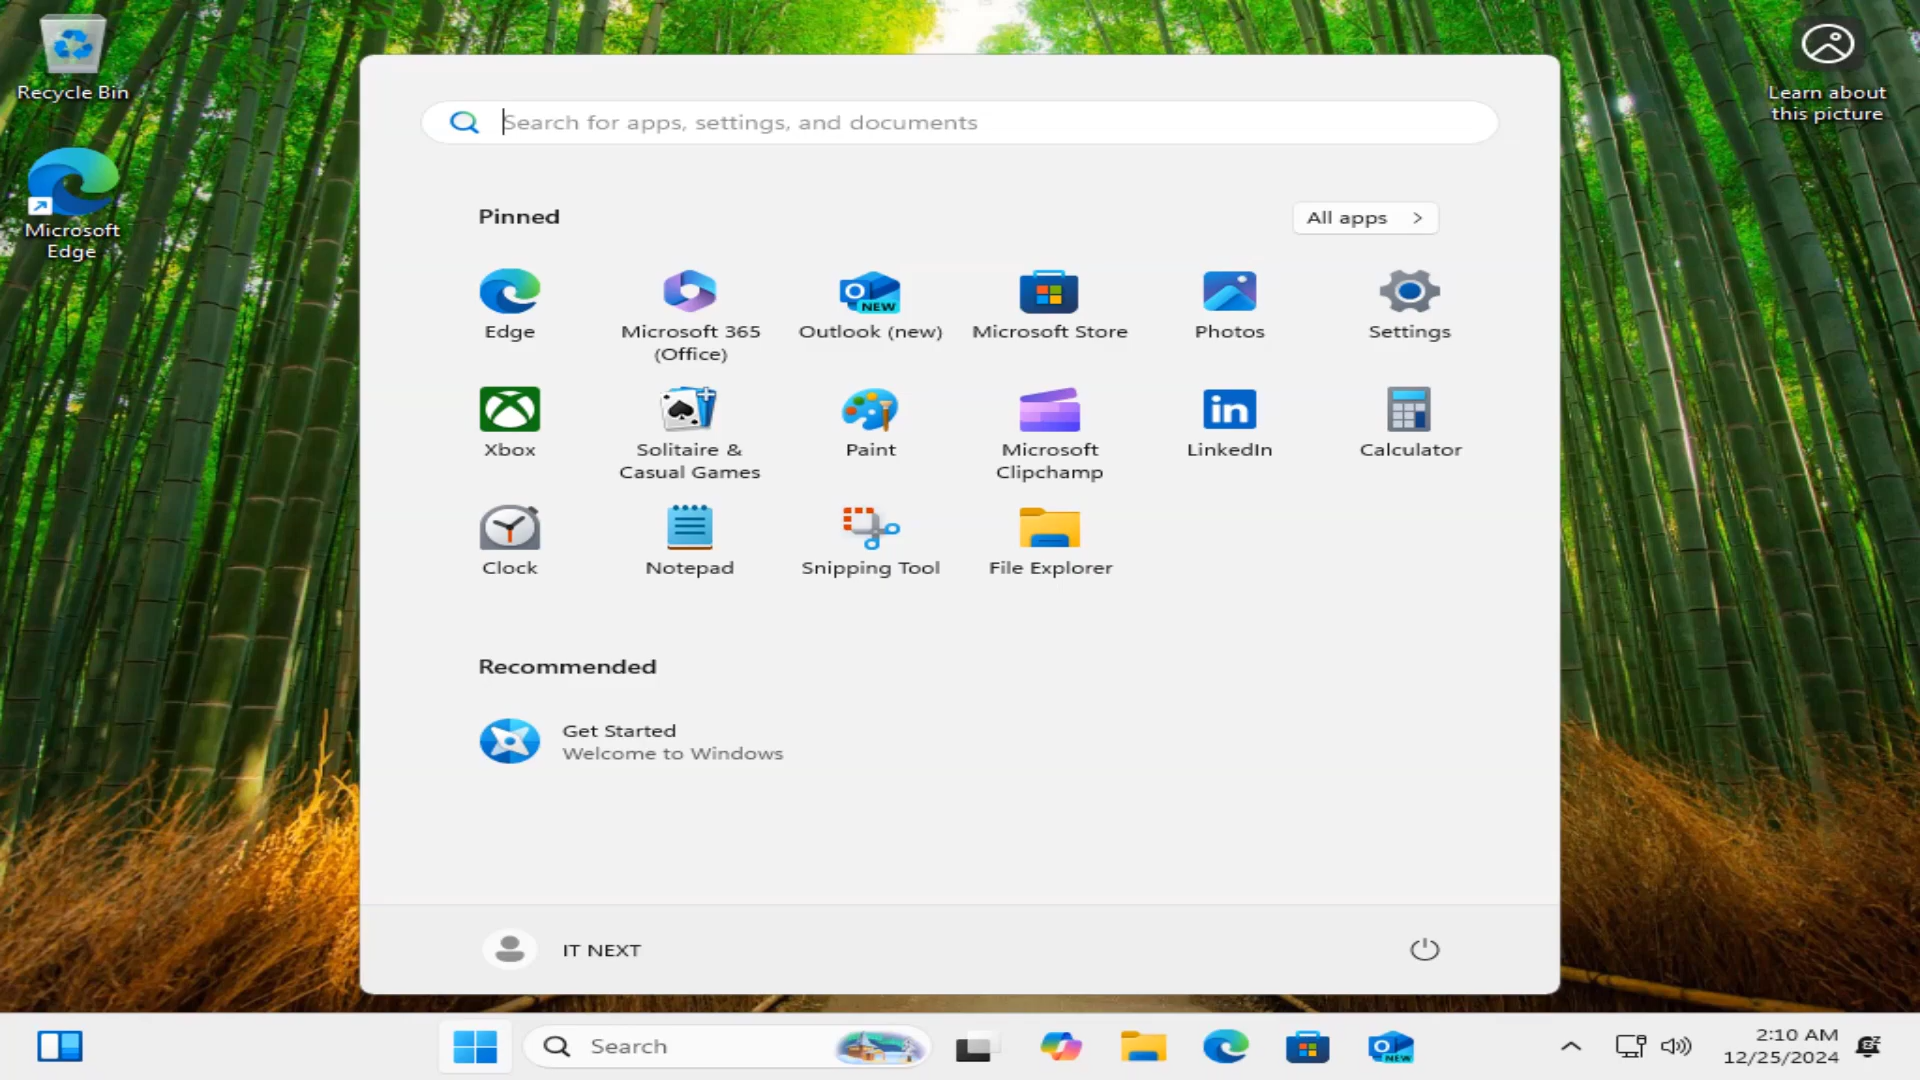 Recycle Bin
Microsoft
Edge
Learn about
this picture
Search for apps, settings, and documents
Pinned
All apps
Edge
Microsoft 365
(Office)
Outlook (new)
NEW
Microsoft Store
Photos
Settings
Xbox
Solitaire &
Casual Games
Paint
Microsoft
Clipchamp
LinkedIn
in
Calculator
Clock
Notepad
Snipping Tool
File Explorer
Recommended
Get Started
Welcome to Windows
IT NEXT
Search
NEW
2:10 AM
12/25/2024